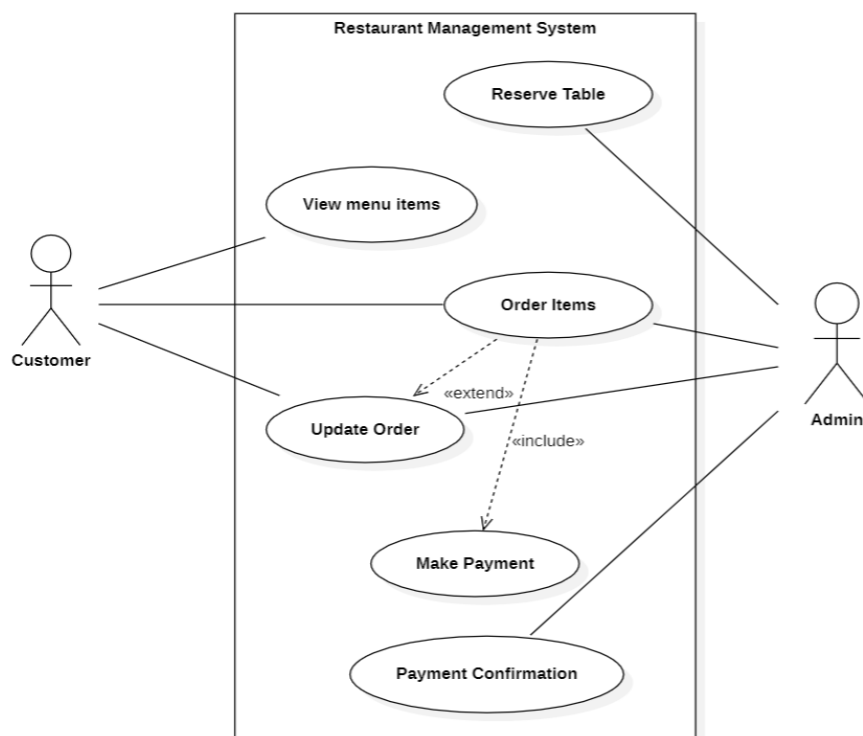 Restaurant Management System
Reserve Table
View menu items
Order Items
Customer
Admin
«extend»
Update Order
«include»
Make Payment
Payment Confirmation